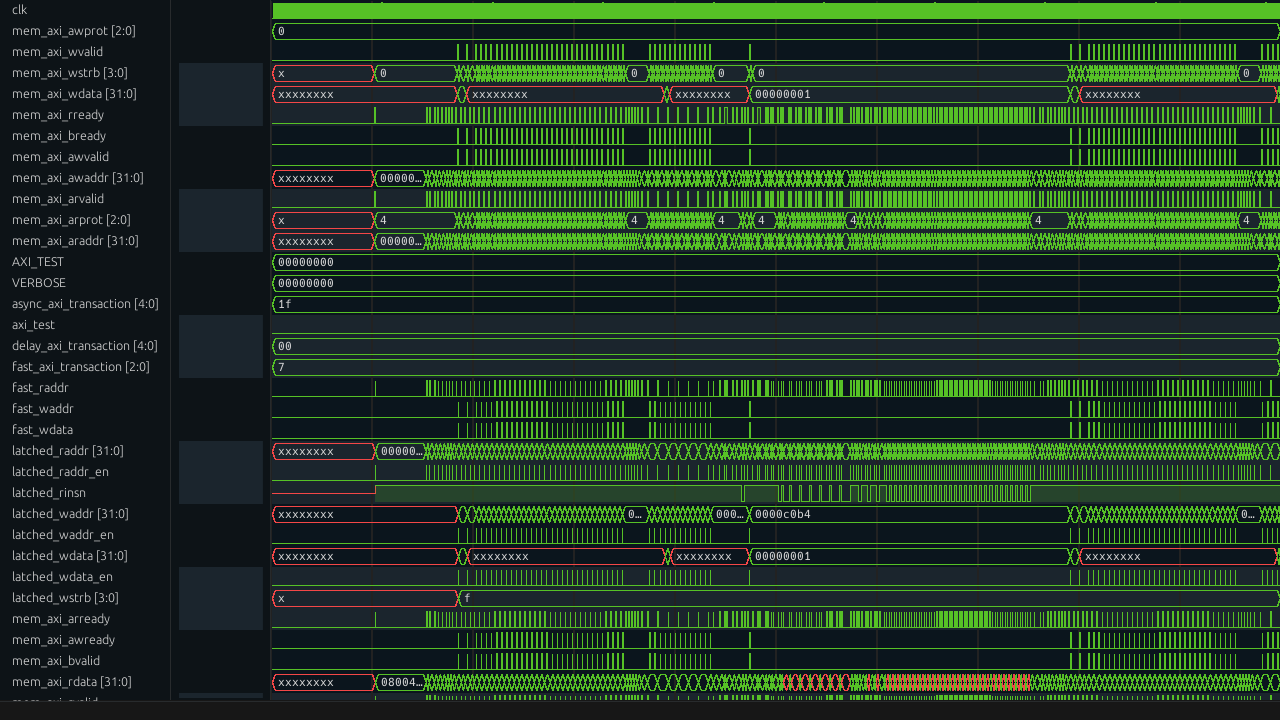 clk
mem_axi_awprot [2:0] 0
mem_axi_wvalid
mem_axi_wstrb [3:0] x 0 0 0 0 0
mem_axi_wdata [31:0] xxxxxxxx xxxxxxxx xxxxxxxx 00000001 xxxxxxxx
mem_axi_rready
mem_axi_bready
mem_axi_awvalid
mem_axi_awaddr [31:0] xxxxxxxx 00000…
mem_axi_arvalid
mem_axi_arprot [2:0] x 4 4 4 4 4 4 4
mem_axi_araddr [31:0] xxxxxxxx 00000…
AXI_TEST 00000000
VERBOSE 00000000
async_axi_transaction [4:0] 1f
axi_test
delay_axi_transaction [4:0] 00
fast_axi_transaction [2:0] 7
fast_raddr
fast_waddr
fast_wdata
latched_raddr [31:0] xxxxxxxx 00000…
latched_raddr_en
latched_rinsn
latched_waddr [31:0] xxxxxxxx 0… 000… 0000c0b4 0…
latched_waddr_en
latched_wdata [31:0] xxxxxxxx xxxxxxxx xxxxxxxx 00000001 xxxxxxxx
latched_wdata_en
latched_wstrb [3:0] x f
mem_axi_arready
mem_axi_awready
mem_axi_bvalid
mem_axi_rdata [31:0] xxxxxxxx 08004…